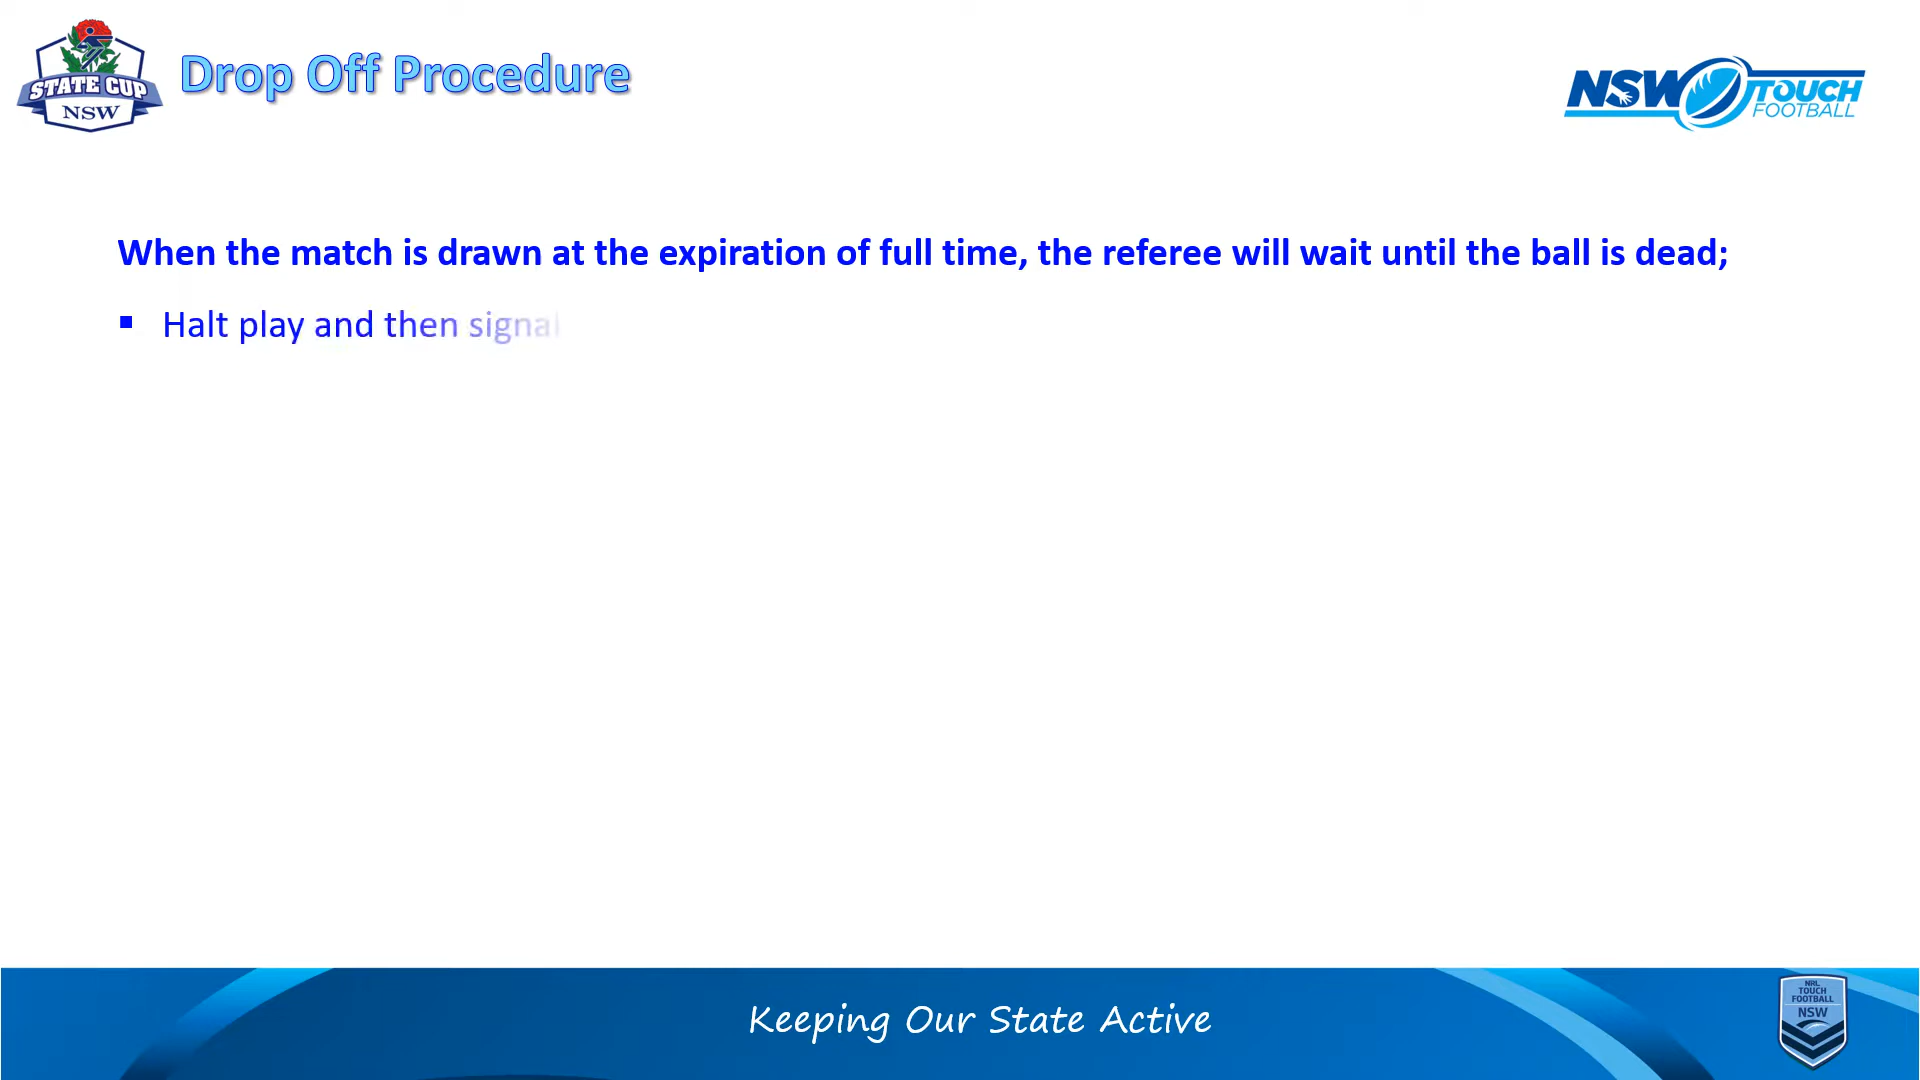 STATE CUP
NSW
Drop Off Procedure
NSW TOUCH
FOOTBALL
When the match is drawn at the expiration of full time, the referee will wait until the ball is dead;
▪ Halt play and then signal
Keeping Our State Active
NRL
TOUCH
FOOTBALL
NSW